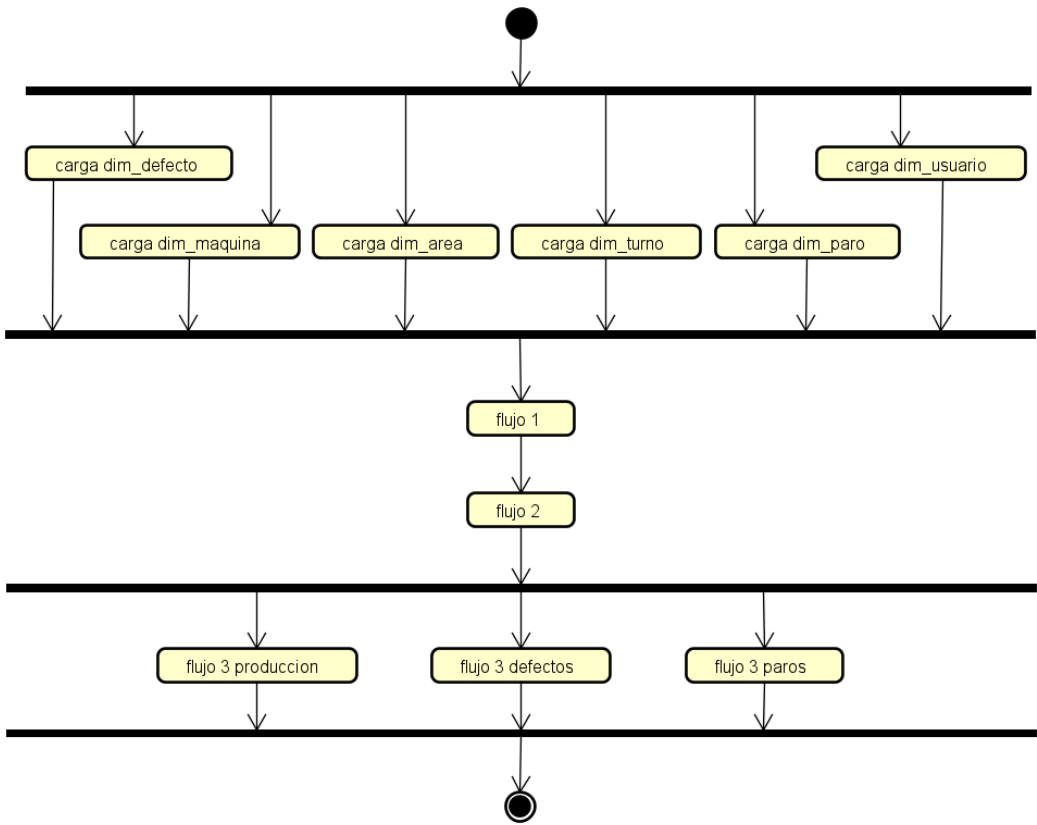 carga dim_defecto
carga dim_usuario
carga dim_maquina
carga dim_area
carga dim_turno
carga dim_paro
flujo 1
flujo 2
flujo 3 produccion
flujo 3 defectos
flujo 3 paros